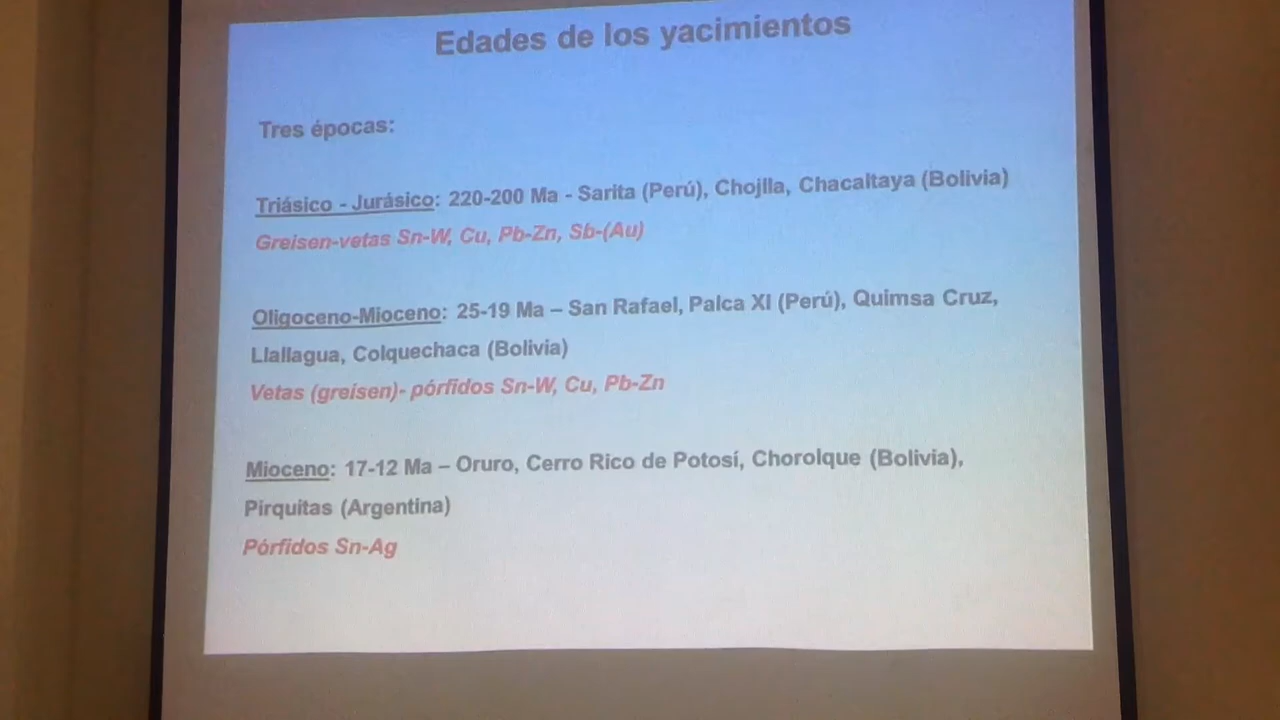 Edades de los yacimientos
Tres épocas:
Triásico - Jurásico: 220-200 Ma - Sarita (Perú), Chojlla, Chacaltaya (Bolivia)
Greisen-vetas Sn-W, Cu, Pb-Zn, Sb-(Au)
Oligoceno-Mioceno: 25-19 Ma – San Rafael, Palca XI (Perú), Quimsa Cruz,
Llallagua, Colquechaca (Bolivia)
Vetas (greisen)- pórfidos Sn-W, Cu, Pb-Zn
Mioceno: 17-12 Ma – Oruro, Cerro Rico de Potosí, Chorolque (Bolivia),
Pirquitas (Argentina)
Pórfidos Sn-Ag